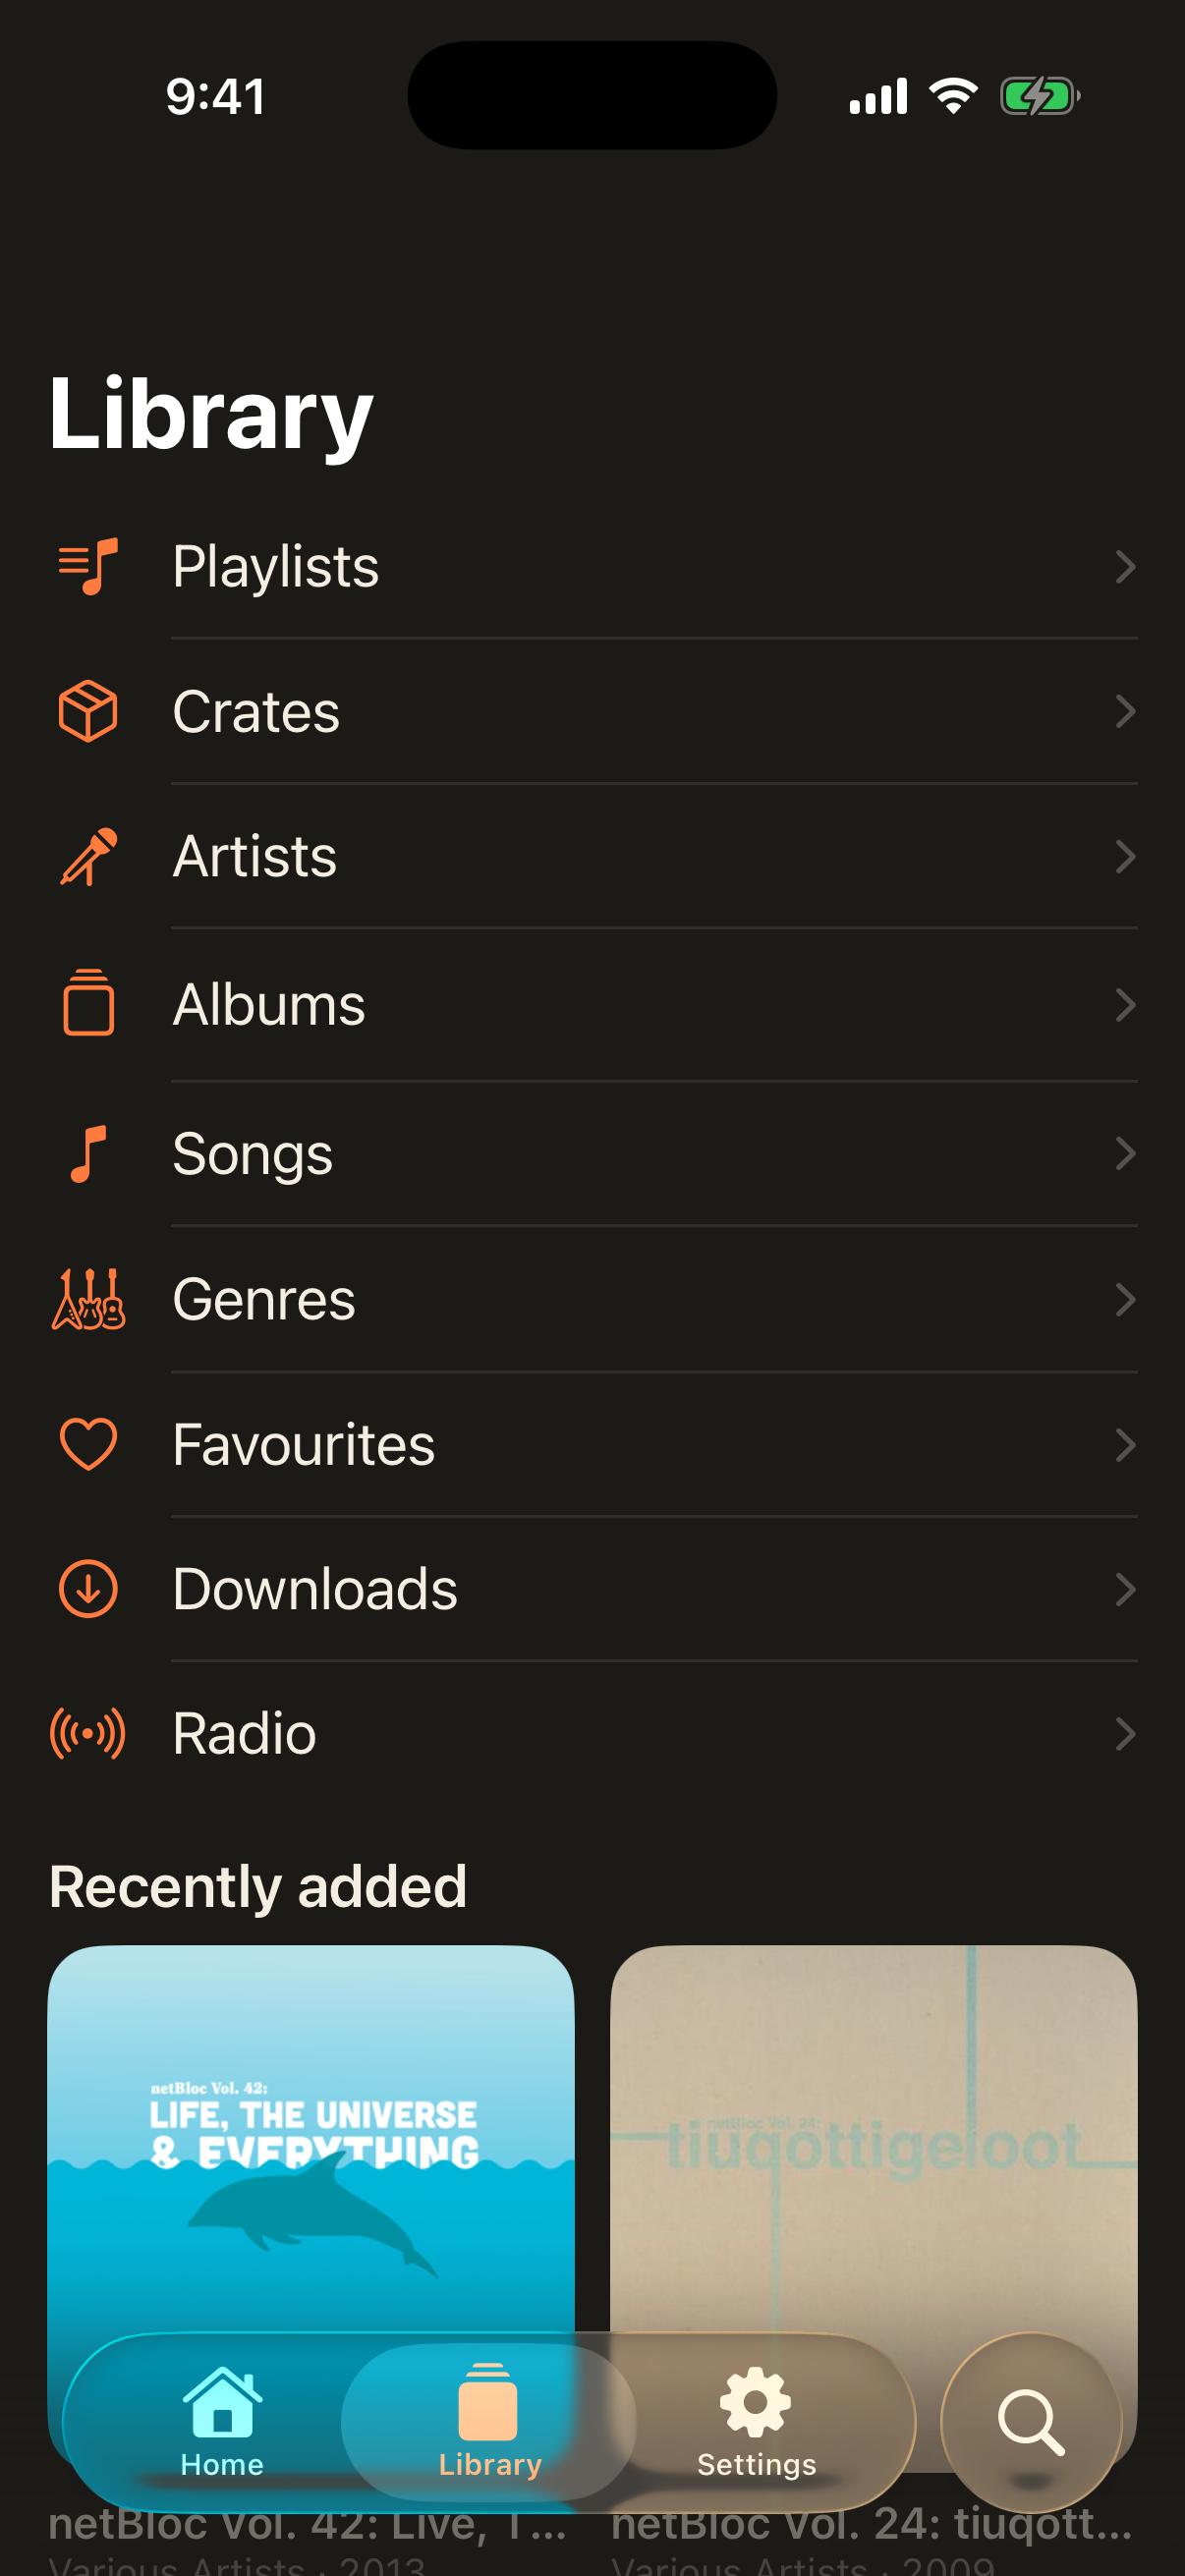 9:41
Library
Playlists
Crates
Artists
Albums
Songs
Genres
Favourites
Downloads
Radio
Recently added
netBloc Vol. 42:
LIFE, THE UNIVERSE
& EVERYTHING
netBloc Vol. 24:
tiuqottigeloot
Home
Library
Settings
netBloc Vol. 42: Live, T...
netBloc Vol. 24: tiuqott...
Various Artists · 2013
Various Artists · 2009